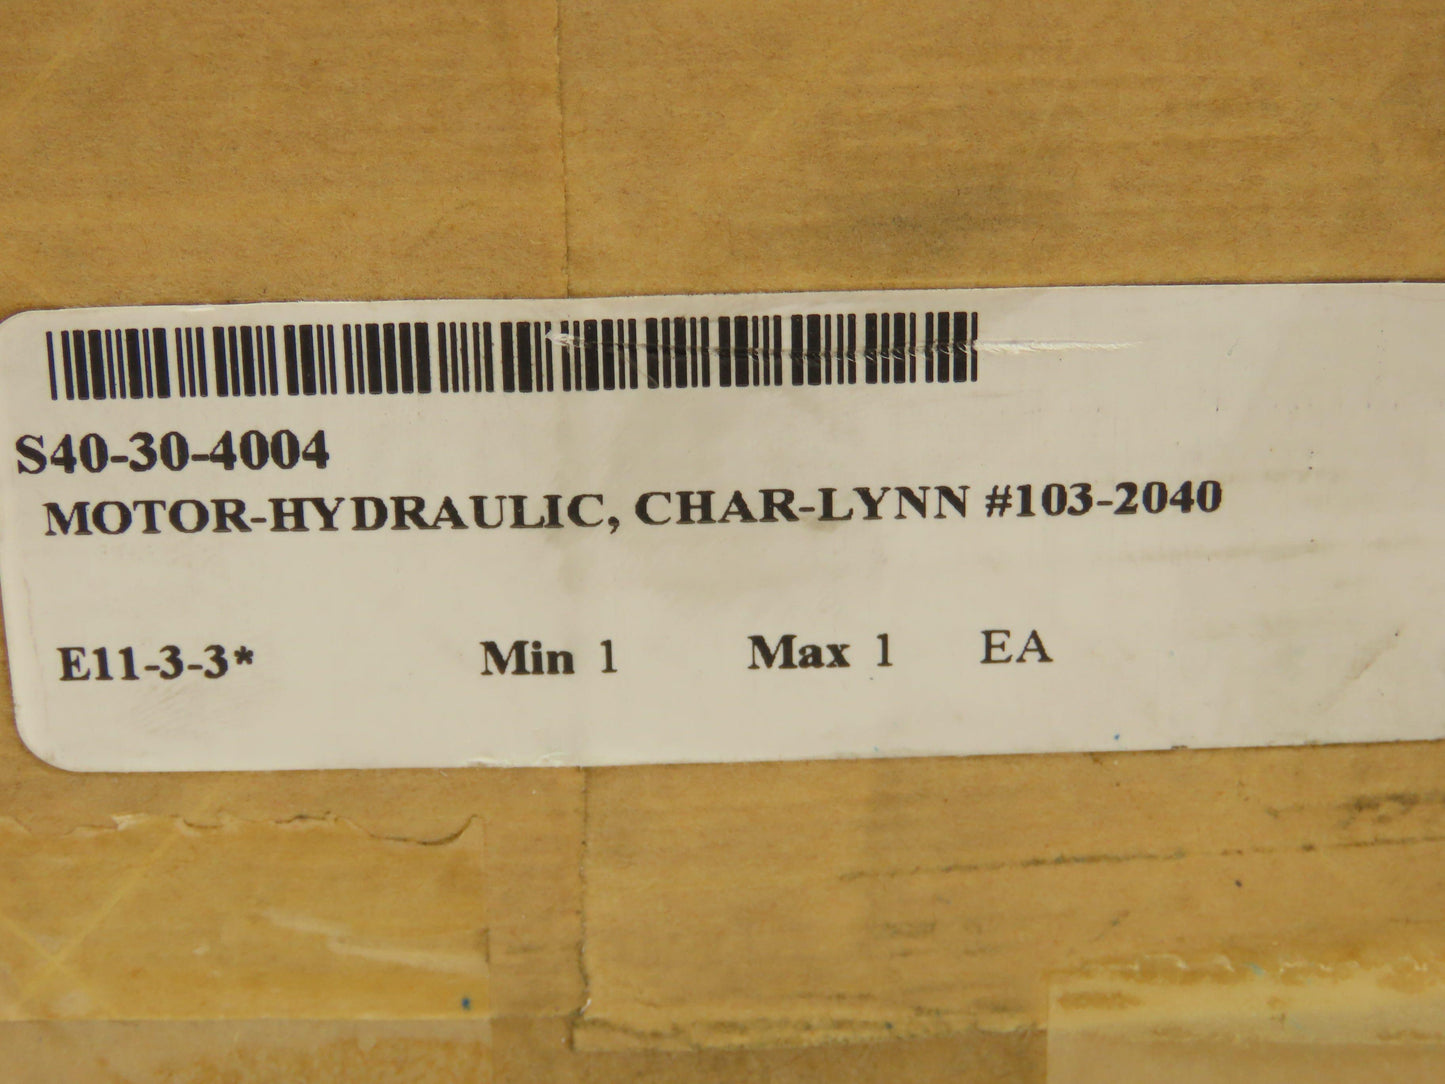 S40-30-4004
MOTOR-HYDRAULIC, CHAR-LYNN #103-2040
E11-3-3* Min 1 Max 1 EA